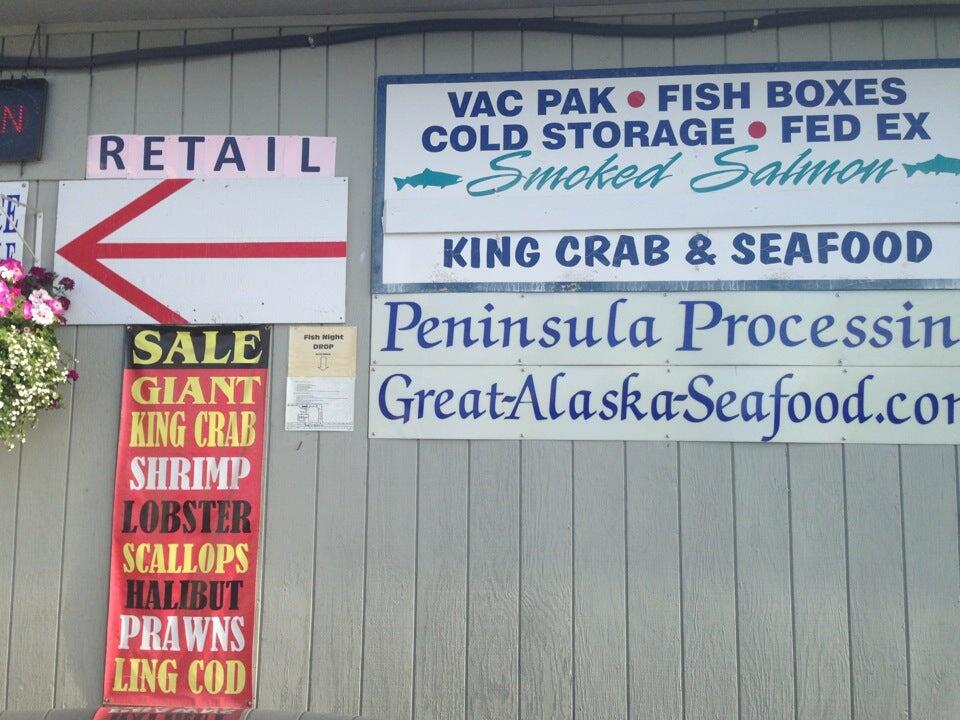 N
RETAIL
VAC PAK • FISH BOXES
COLD STORAGE • FED EX
Smoked Salmon
KING CRAB & SEAFOOD
Peninsula Processin
Great-Alaska-Seafood.co
SALE
GIANT
KING CRAB
SHRIMP
LOBSTER
SCALLOPS
HALIBUT
PRAWNS
LING COD
Fish Night
DROP